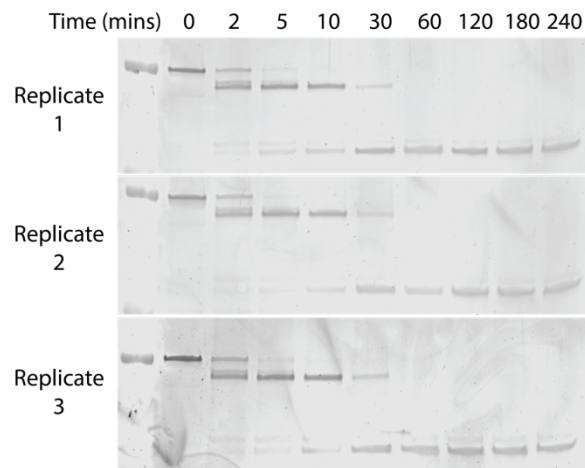 Time (mins) 0 2 5 10 30 60 120 180 240
Replicate
1
Replicate
2
Replicate
3